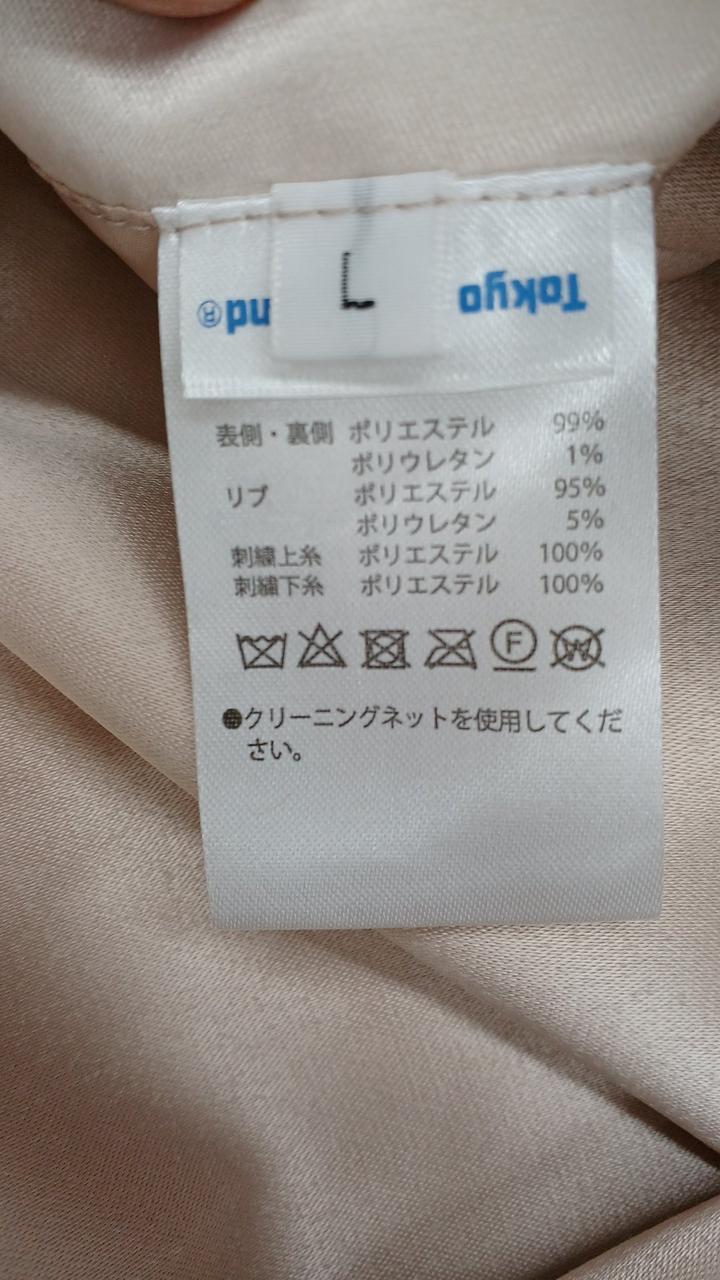 L
Tokyo
nd®
表側・裏側 ポリエステル 99%
ポリウレタン 1%
リブ ポリエステル 95%
ポリウレタン 5%
刺繍上糸 ポリエステル 100%
刺繍下糸 ポリエステル 100%
F W
●クリーニングネットを使用してくだ
さい。